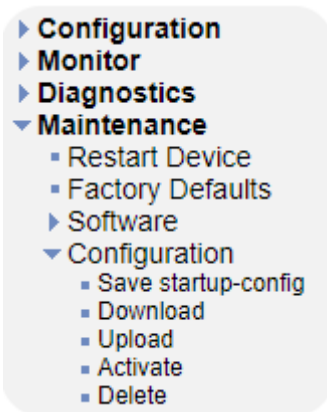 Configuration
Monitor
Diagnostics
Maintenance
Restart Device
Factory Defaults
Software
Configuration
Save startup-config
Download
Upload
Activate
Delete